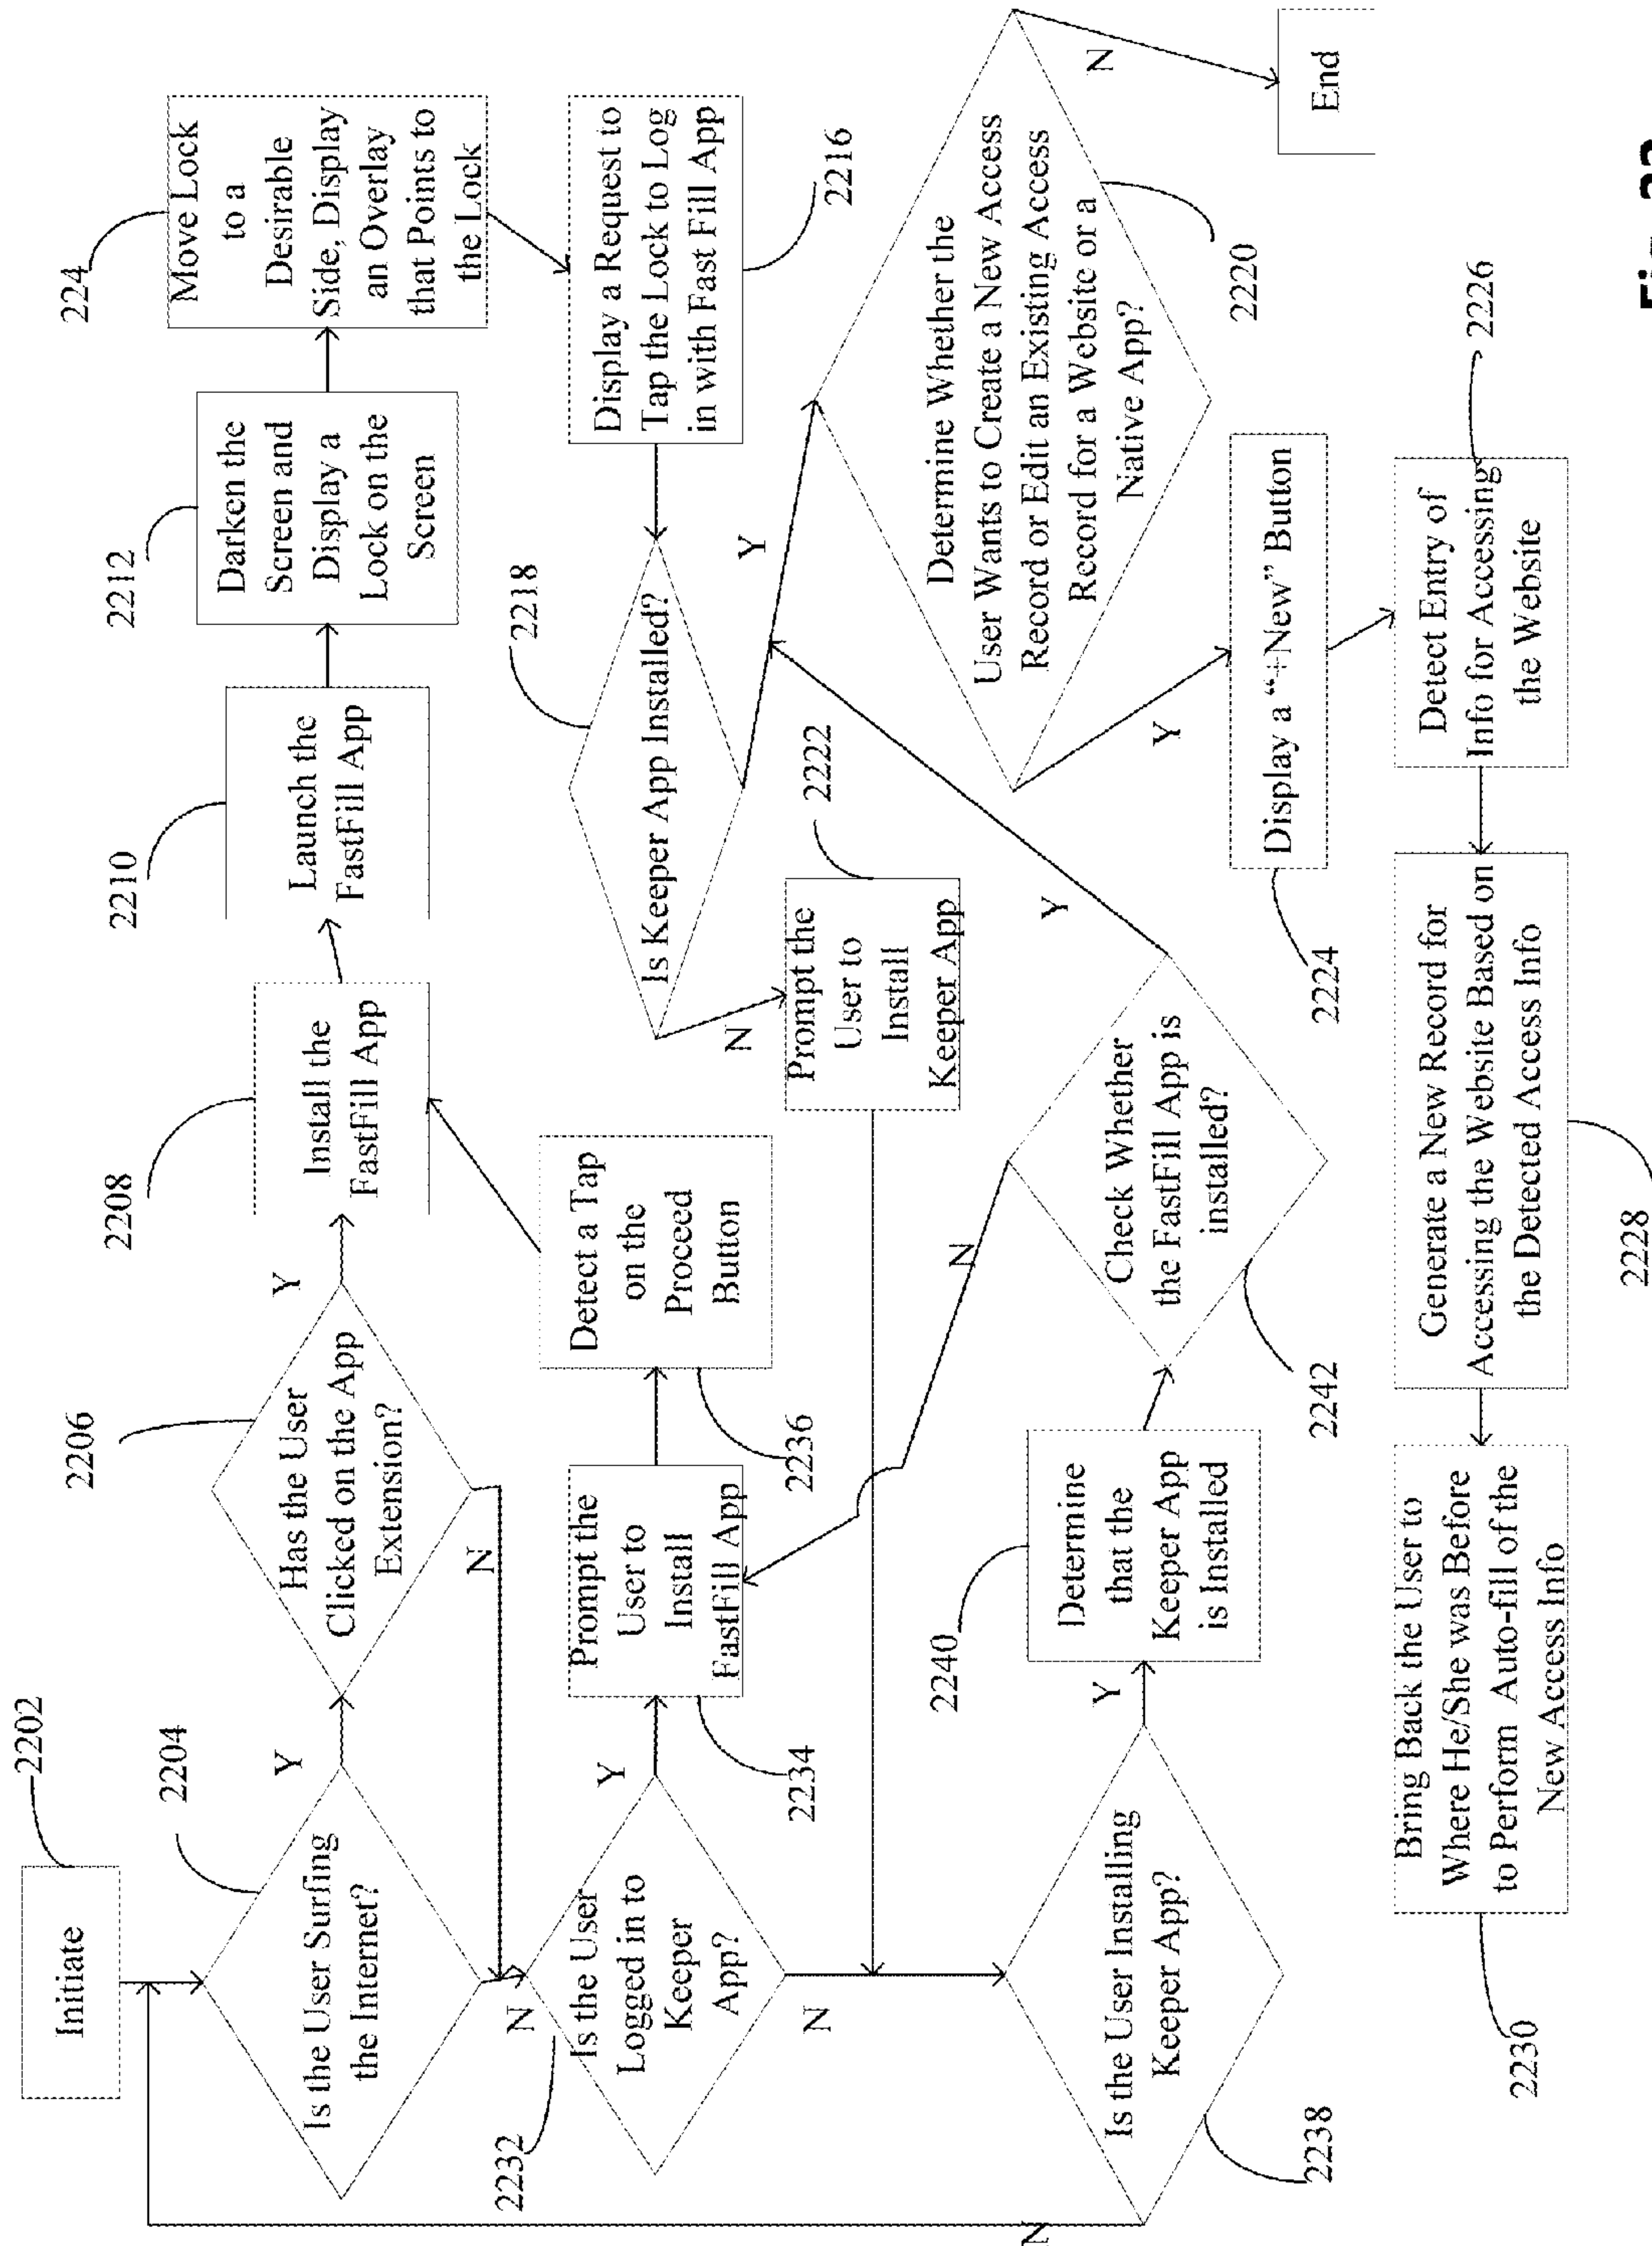 2202
Initiate
2204
Is the User Surfing
the Internet?
Y
N
2206
Has the User
Clicked on the App
Extension?
Y
N
2208
Install the
FastFill App
2210
Launch the
FastFill App
2212
Darken the
Screen and
Display a
Lock on the
Screen
224
Move Lock
to a
Desirable
Side, Display
an Overlay
that Points to
the Lock
2232
Is the User
Logged in to
Keeper
App?
Y
N
2234
Prompt the
User to
Install
FastFill App
2236
Detect a Tap
on the
Proceed
Button
2218
Is Keeper App Installed?
Y
N
2216
Display a Request to
Tap the Lock to Log
in with Fast Fill App
2222
Prompt the
User to
Install
Keeper App
2238
Is the User Installing
Keeper App?
Y
N
2240
Determine
that the
Keeper App
is Installed
2242
Check Whether
the FastFill App is
installed?
Y
N
2220
Determine Whether the
User Wants to Create a New Access
Record or Edit an Existing Access
Record for a Website or a
Native App?
Y
N
End
2224
Display a “+New” Button
2226
Detect Entry of
Info for Accessing
the Website
2228
Generate a New Record for
Accessing the Website Based on
the Detected Access Info
2230
Bring Back the User to
Where He/She was Before
to Perform Auto-fill of the
New Access Info